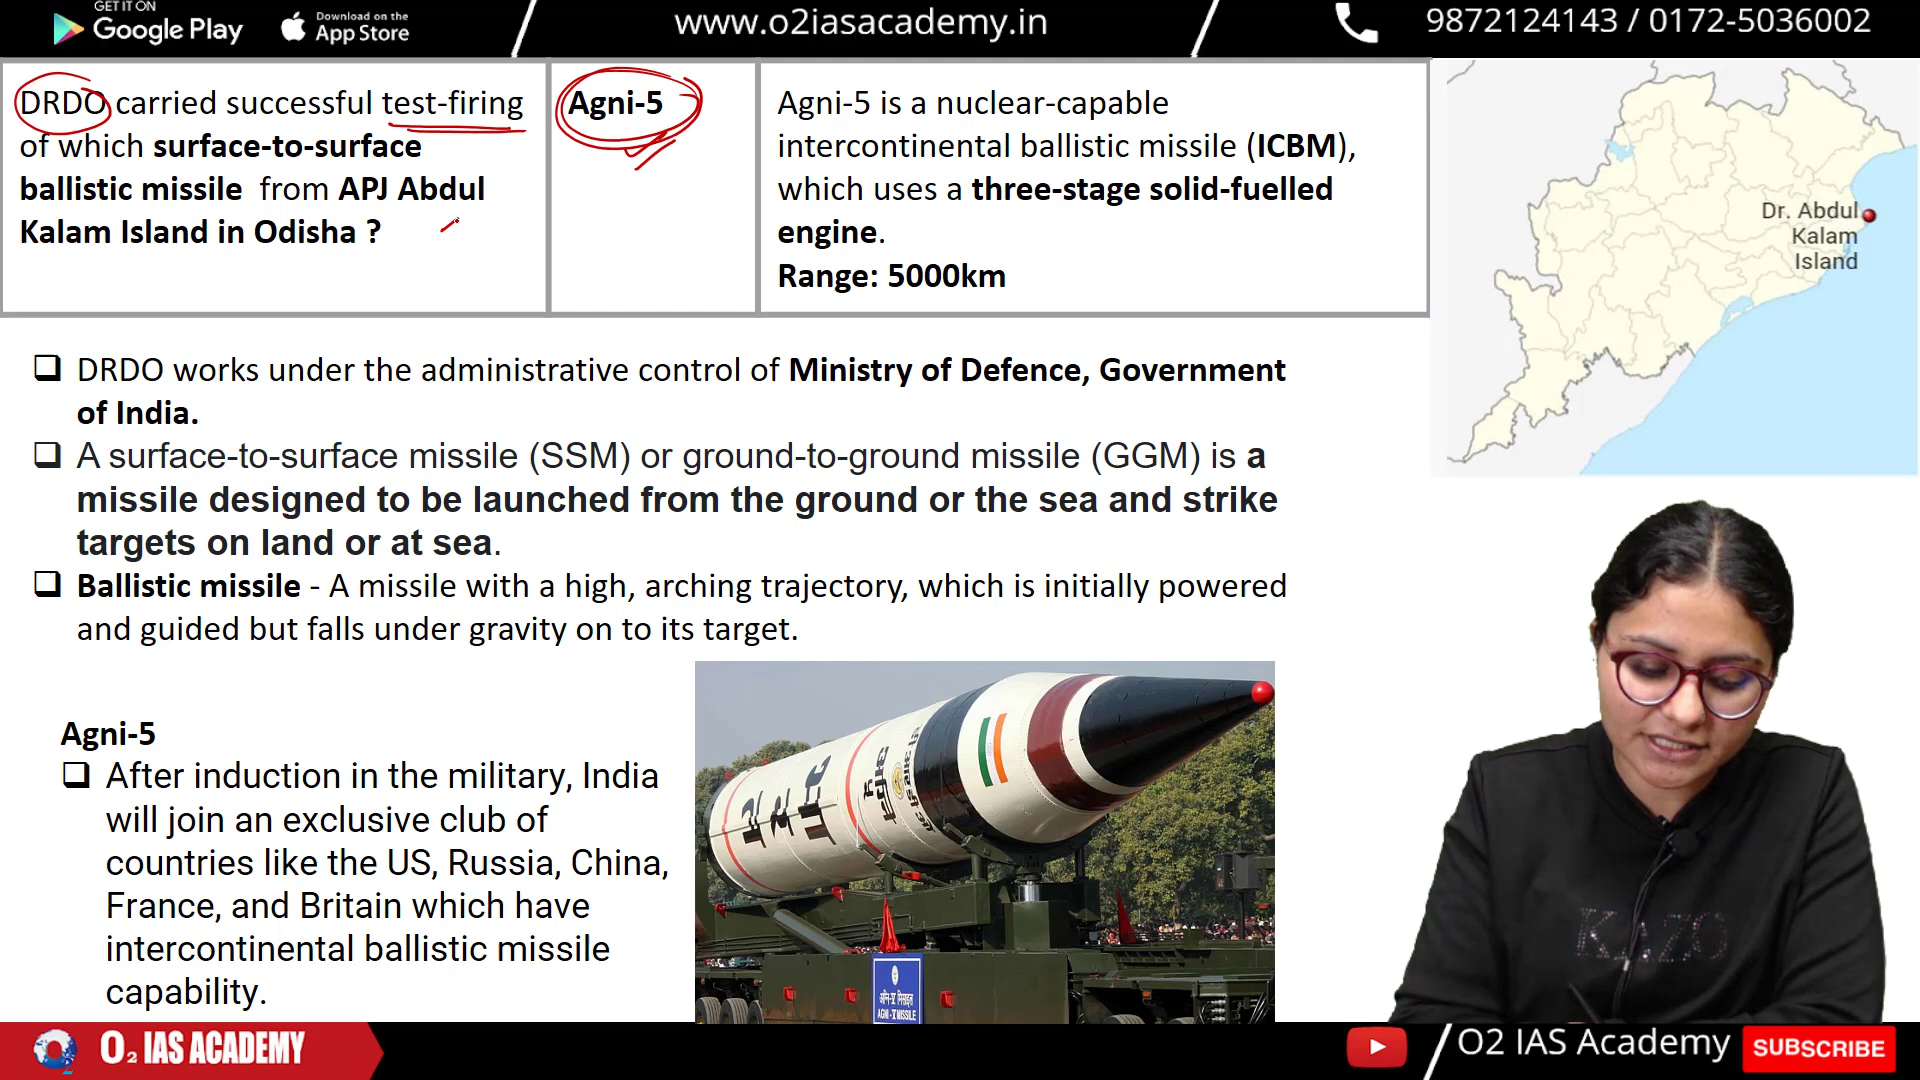 GET IT ON
Google Play
Download on the
App Store
www.o2iasacademy.in
9872124143 / 0172-5036002
DRDO carried successful test-firing
of which surface-to-surface
ballistic missile from APJ Abdul
Kalam Island in Odisha ?
Agni-5
Agni-5 is a nuclear-capable
intercontinental ballistic missile (ICBM),
which uses a three-stage solid-fuelled
engine.
Range: 5000km
Dr. Abdul
Kalam
Island
❑ DRDO works under the administrative control of Ministry of Defence, Government
of India.
❑ A surface-to-surface missile (SSM) or ground-to-ground missile (GGM) is a
missile designed to be launched from the ground or the sea and strike
targets on land or at sea.
❑ Ballistic missile - A missile with a high, arching trajectory, which is initially powered
and guided but falls under gravity on to its target.
Agni-5
❑ After induction in the military, India
will join an exclusive club of
countries like the US, Russia, China,
France, and Britain which have
intercontinental ballistic missile
capability.
अग्नि-V मिसाइल
AGNI-V MISSILE
KAZO
O2 IAS ACADEMY
O2 IAS Academy
SUBSCRIBE